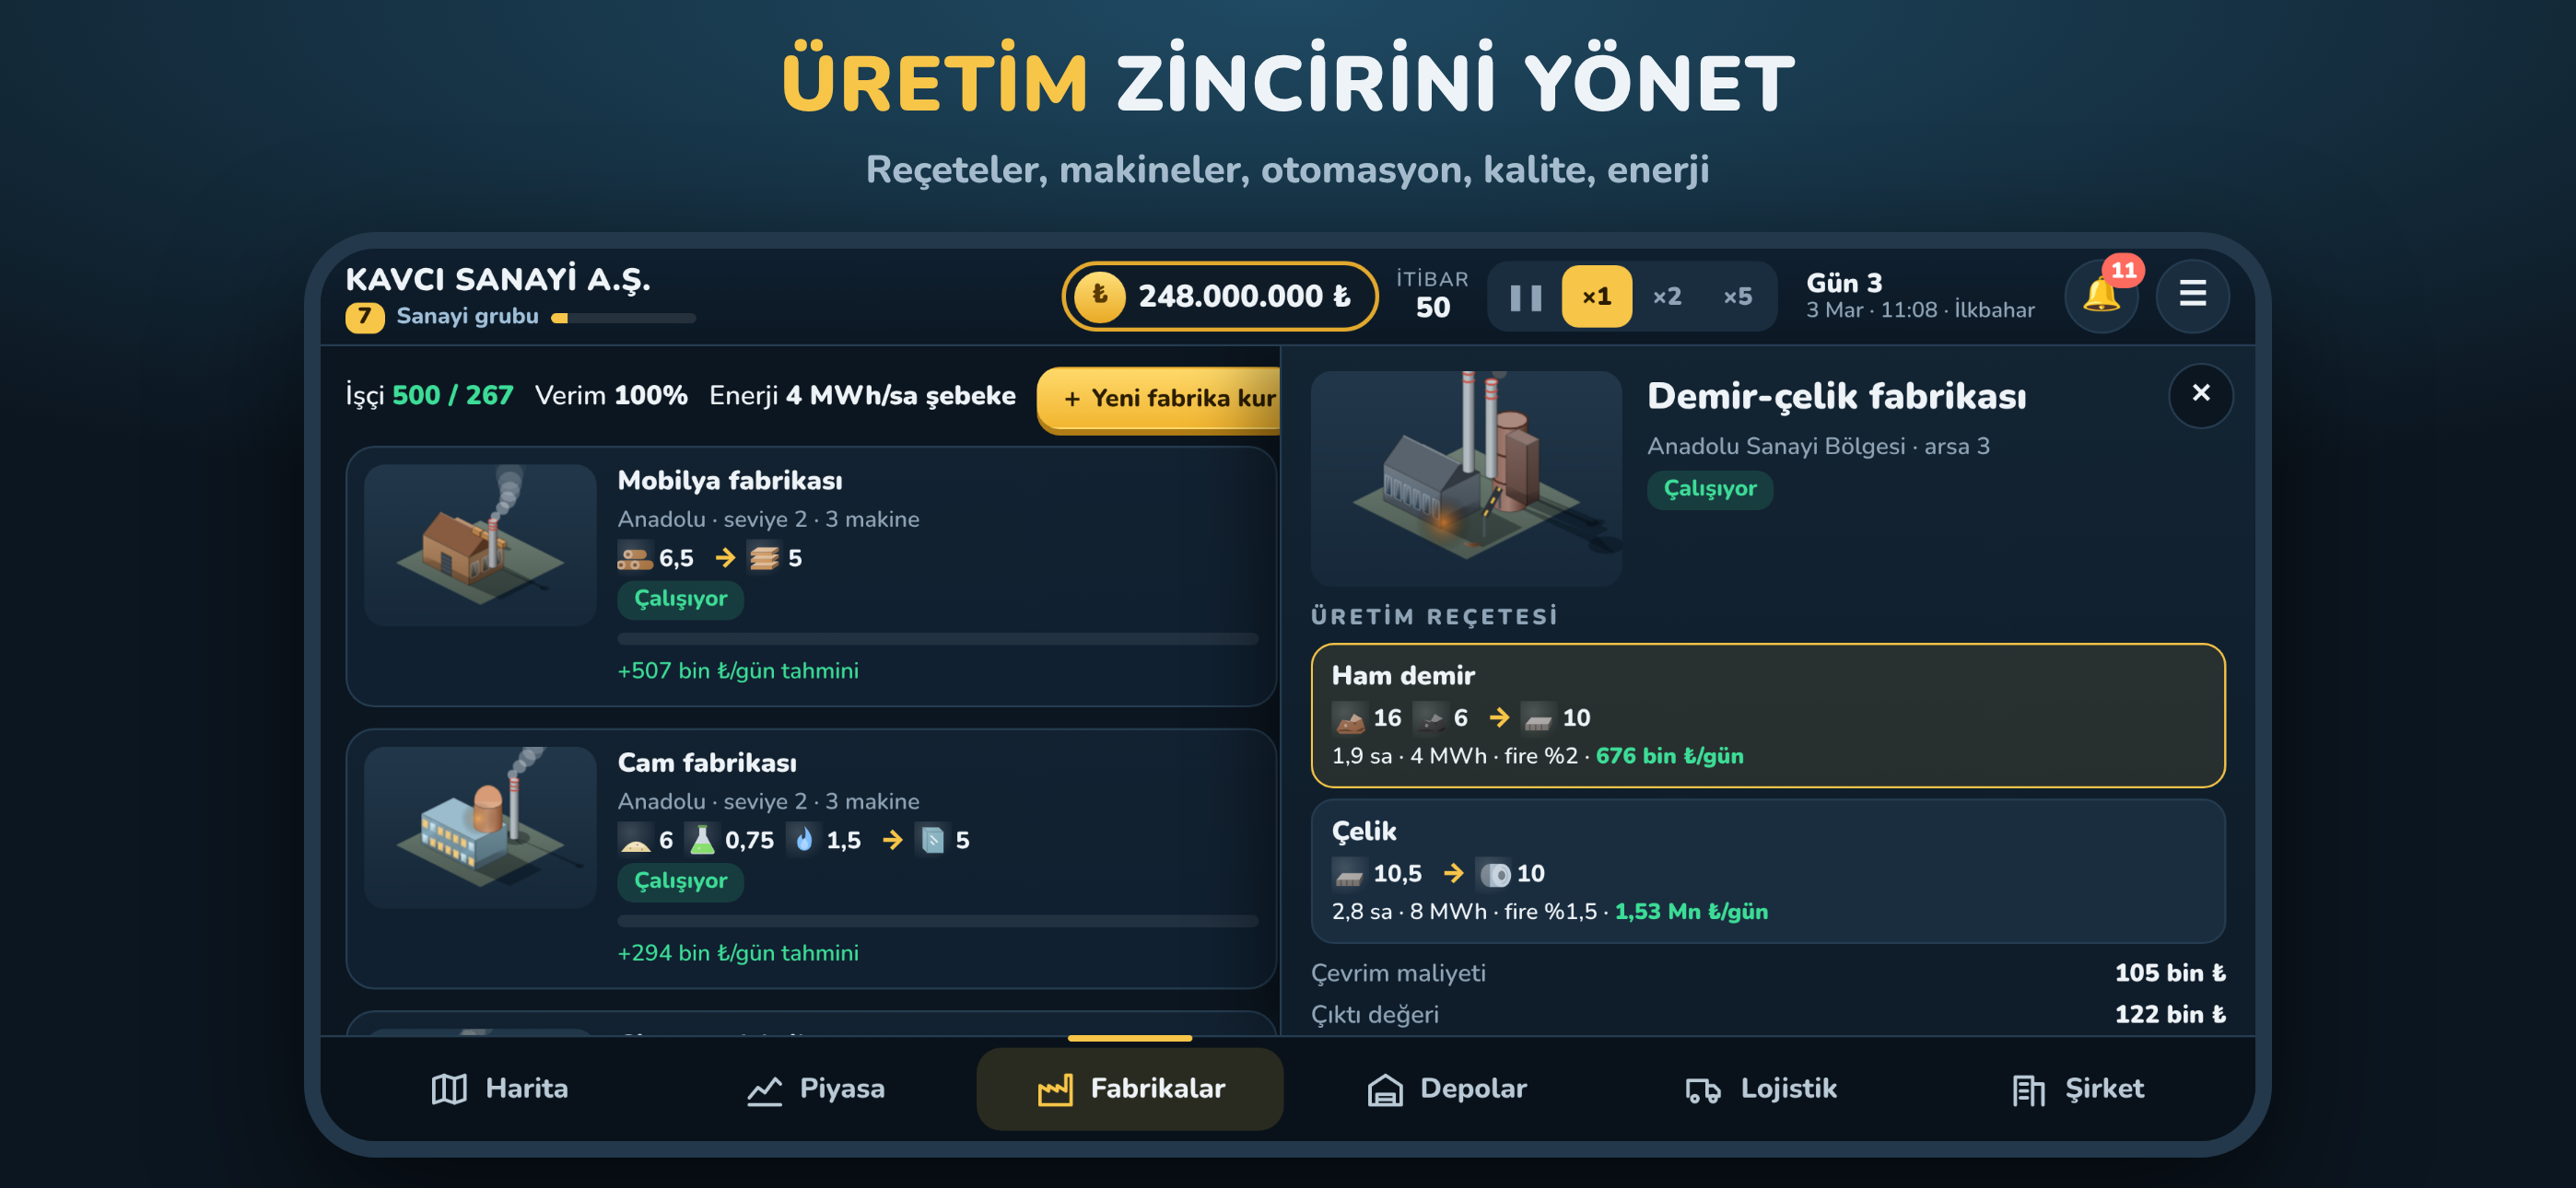 ÜRETİM ZİNCİRİNİ YÖNET
Reçeteler, makineler, otomasyon, kalite, enerji
KAVCI SANAYİ A.Ş.
7 Sanayi grubu
₺ 248.000.000 ₺
İTİBAR
50
×1 ×2 ×5
Gün 3
3 Mar · 11:08 · İlkbahar
11
İşçi 500 / 267 Verim 100% Enerji 4 MWh/sa şebeke
+ Yeni fabrika kur
Mobilya fabrikası
Anadolu · seviye 2 · 3 makine
6,5 → 5
Çalışıyor
+507 bin ₺/gün tahmini
Cam fabrikası
Anadolu · seviye 2 · 3 makine
6 0,75 1,5 → 5
Çalışıyor
+294 bin ₺/gün tahmini
Demir-çelik fabrikası
Anadolu Sanayi Bölgesi · arsa 3
Çalışıyor
ÜRETİM REÇETESİ
Ham demir
16 6 → 10
1,9 sa · 4 MWh · fire %2 · 676 bin ₺/gün
Çelik
10,5 → 10
2,8 sa · 8 MWh · fire %1,5 · 1,53 Mn ₺/gün
Çevrim maliyeti 105 bin ₺
Çıktı değeri 122 bin ₺
Harita Piyasa Fabrikalar Depolar Lojistik Şirket